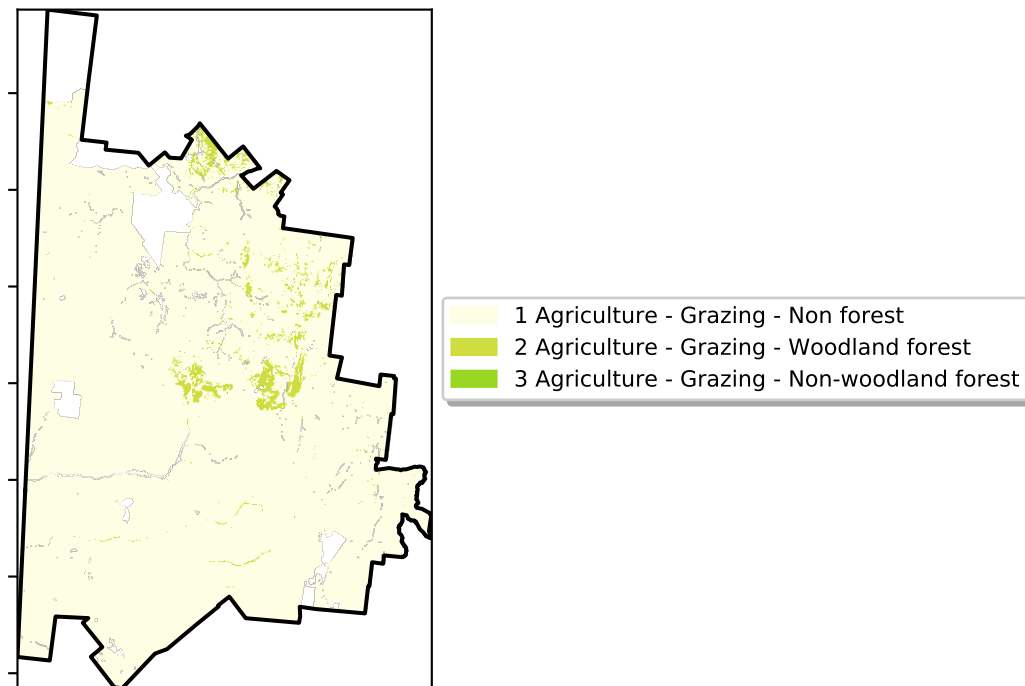 1 Agriculture - Grazing - Non forest
2 Agriculture - Grazing - Woodland forest
3 Agriculture - Grazing - Non-woodland forest